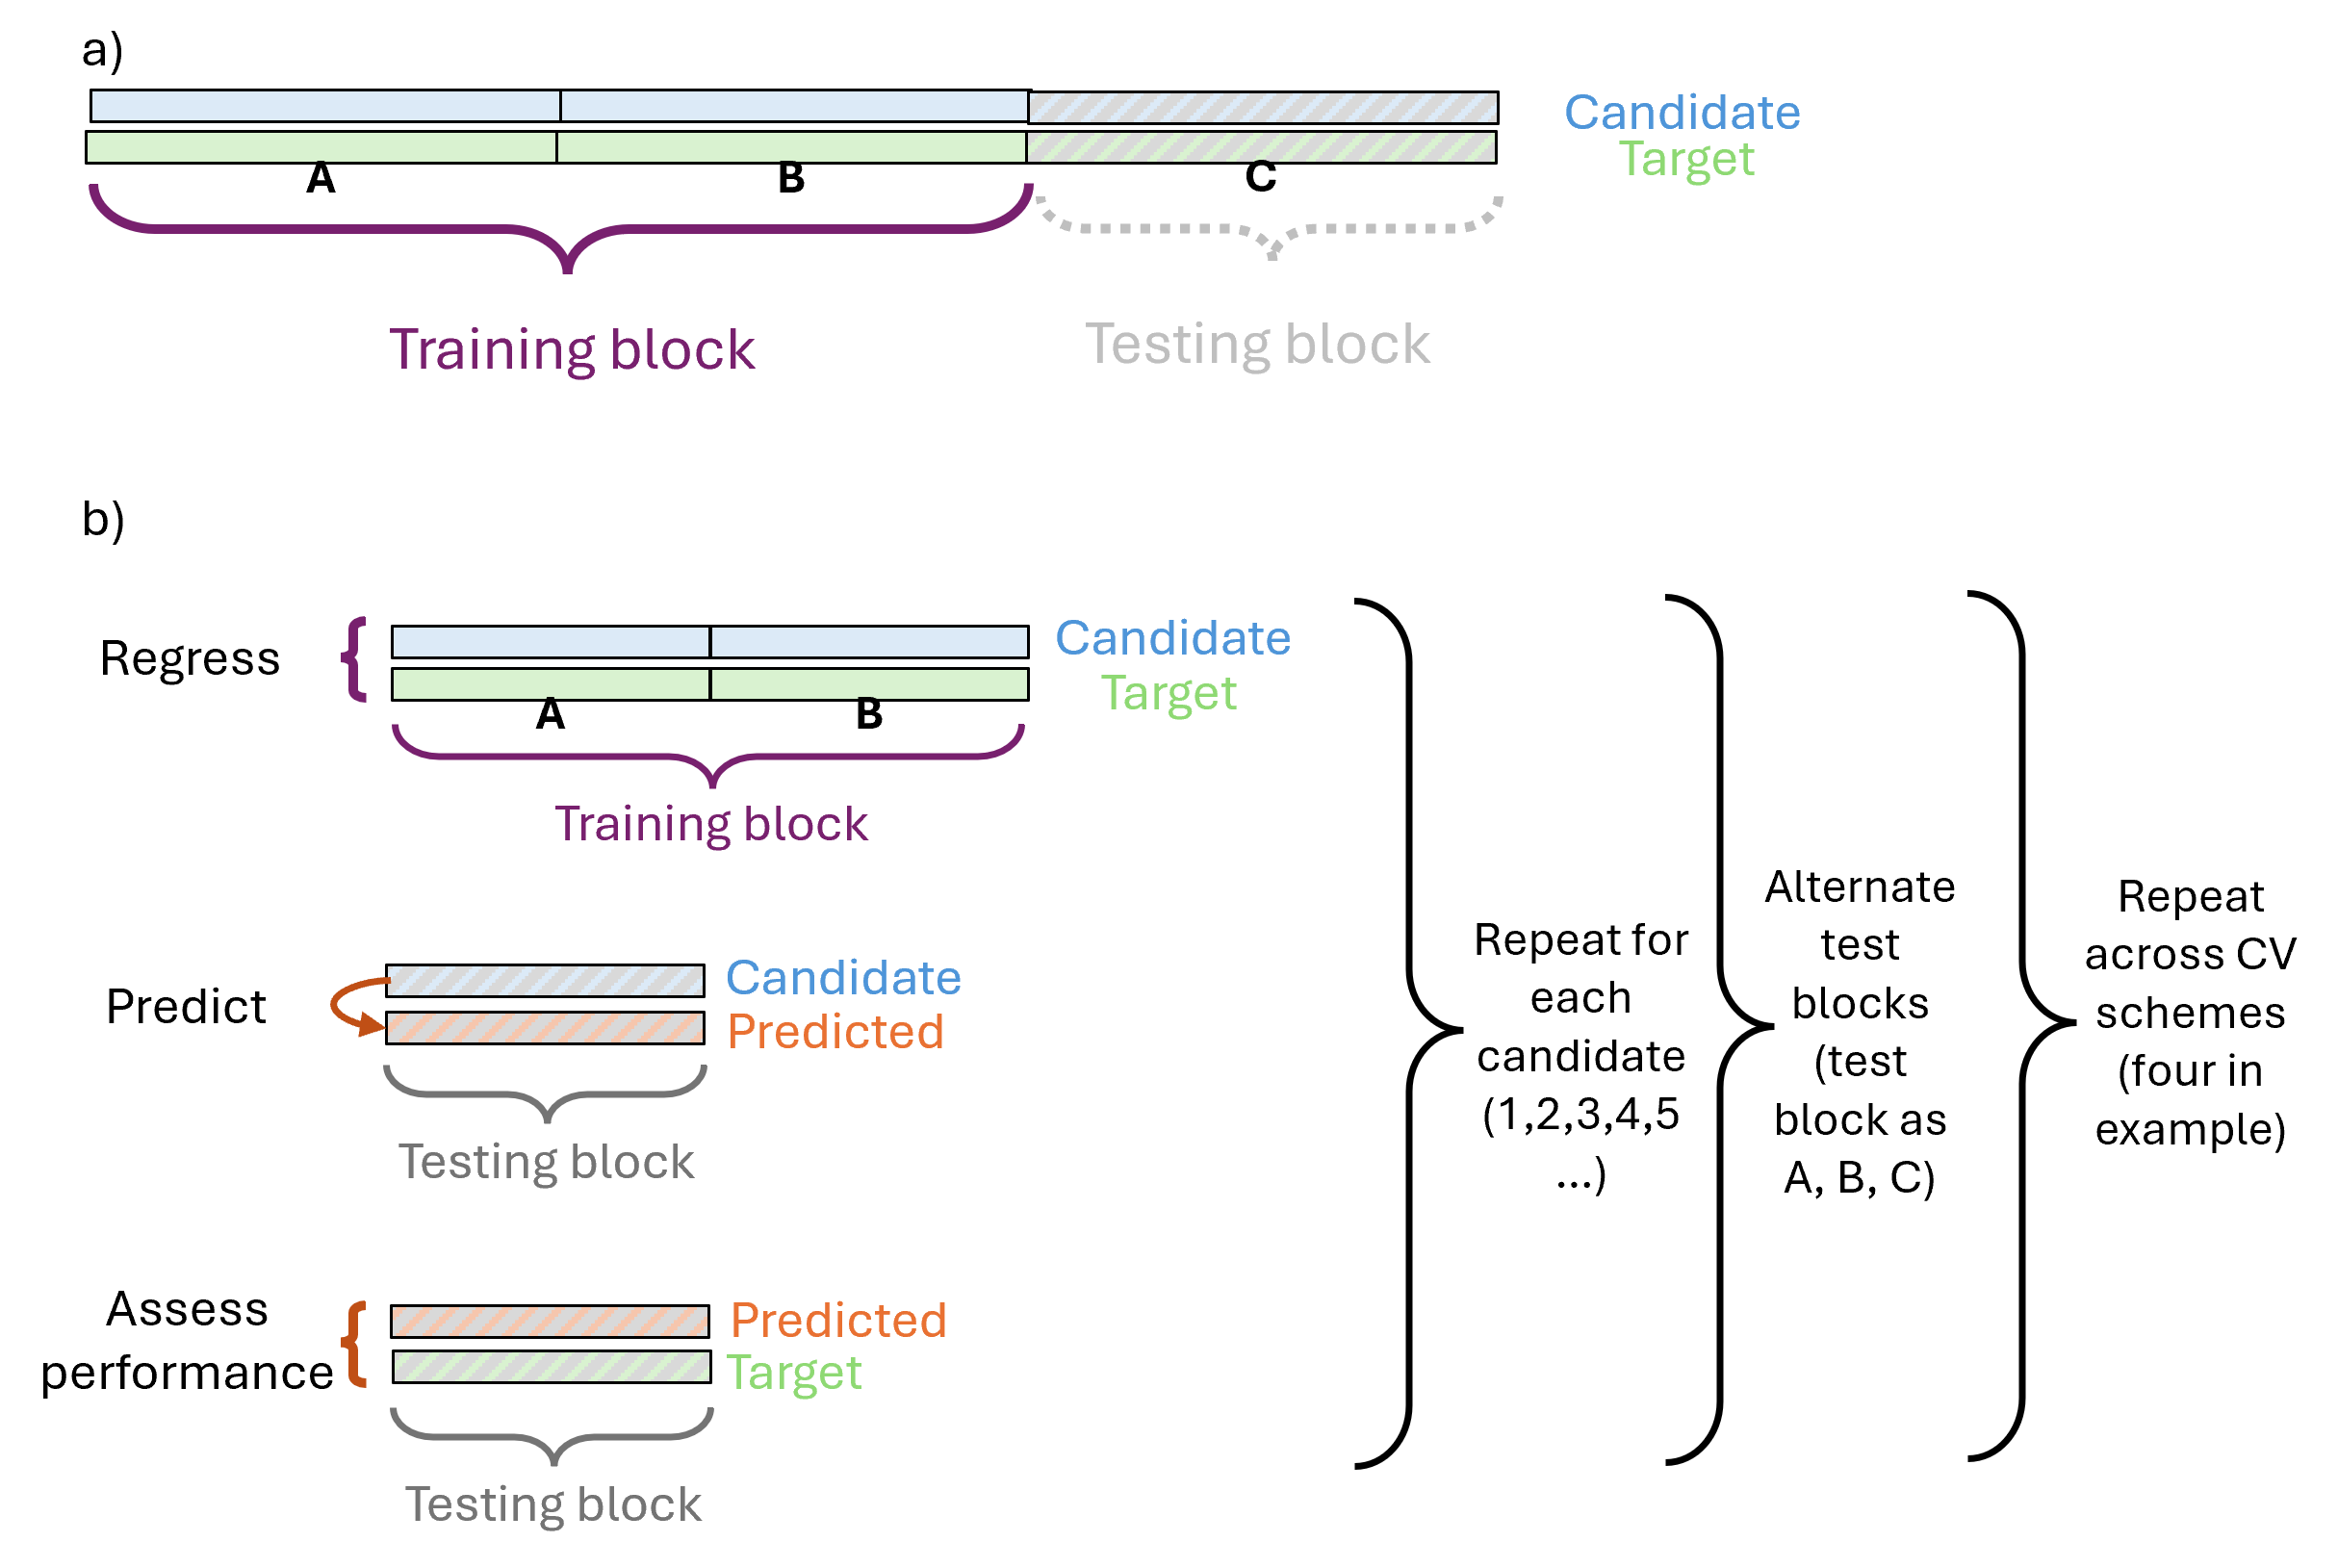 a)
Candidate
Target
A
B
C
Training block
Testing block
b)
Regress
Candidate
Target
A
B
Training block
Predict
Candidate
Predicted
Testing block
Assess
performance
Predicted
Target
Testing block
Repeat for
each
candidate
(1,2,3,4,5
...)
Alternate
test
blocks
(test
block as
A, B, C)
Repeat
across CV
schemes
(four in
example)